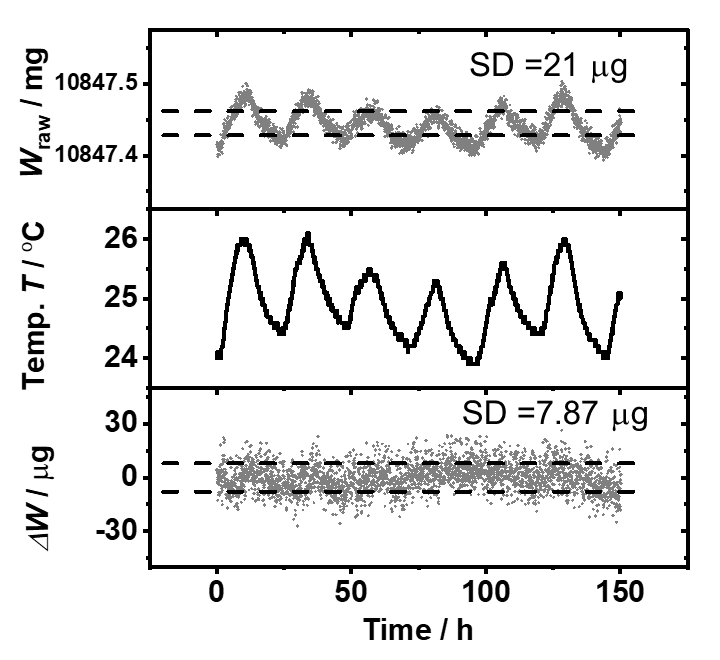 SD =21 μg
W_raw / mg
10847.5
10847.4
Temp. T / °C
26
25
24
SD =7.87 μg
ΔW / μg
30
0
-30
0 50 100 150
Time / h